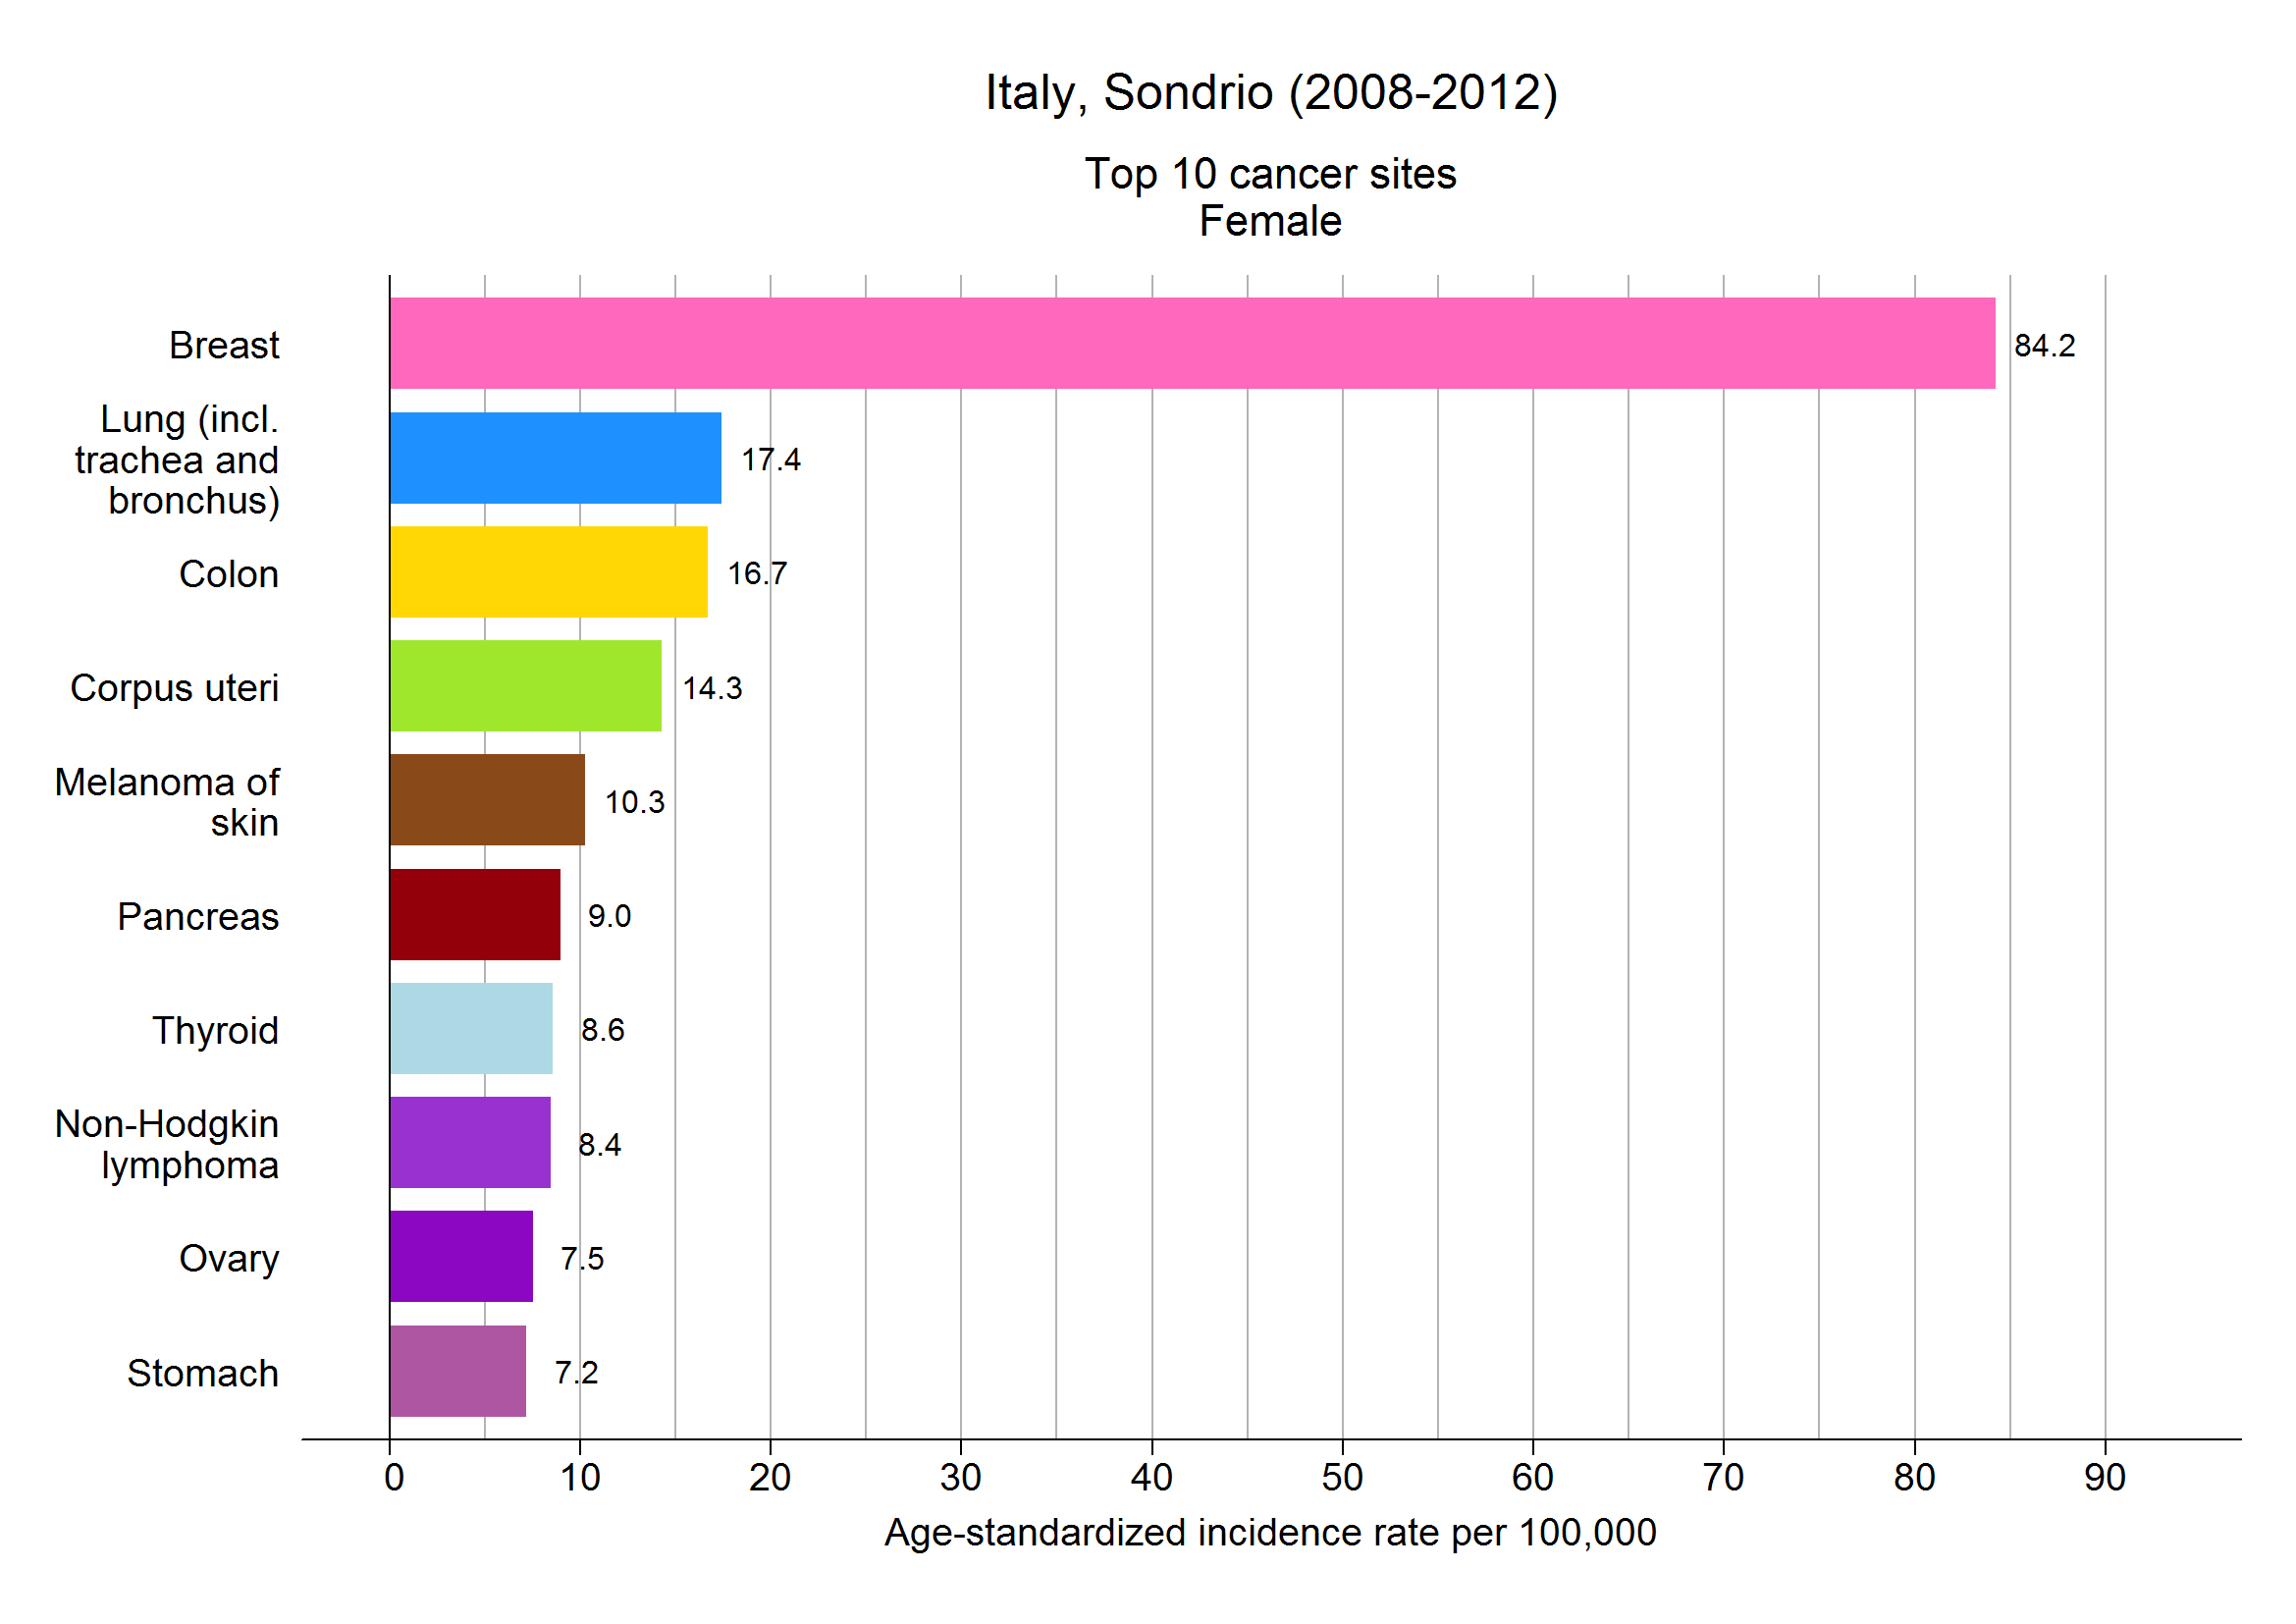 Italy, Sondrio (2008-2012)
Top 10 cancer sites
Female
Breast
84.2
Lung (incl.
trachea and
bronchus)
17.4
Colon
16.7
Corpus uteri
14.3
Melanoma of
skin
10.3
Pancreas
9.0
Thyroid
8.6
Non-Hodgkin
lymphoma
8.4
Ovary
7.5
Stomach
7.2
0 10 20 30 40 50 60 70 80 90
Age-standardized incidence rate per 100,000